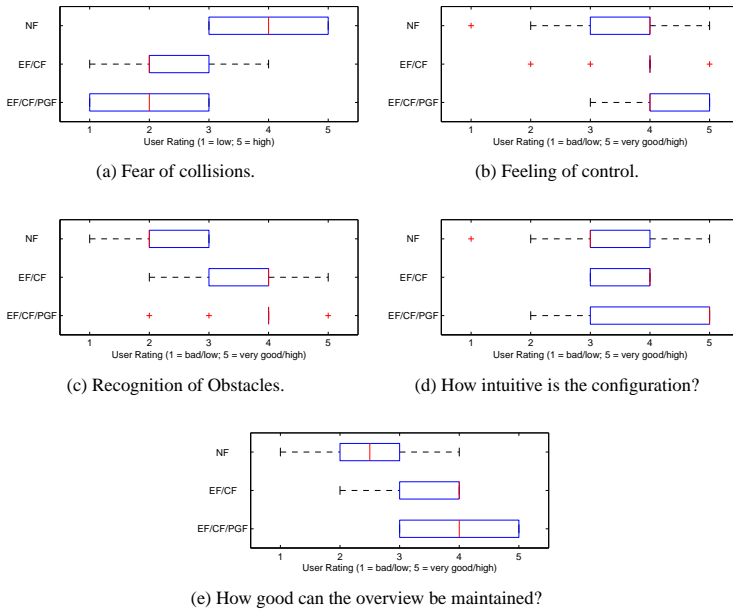 NF
EF/CF
EF/CF/PGF
1 2 3 4 5
User Rating (1 = low; 5 = high)
(a) Fear of collisions.
NF
EF/CF
EF/CF/PGF
1 2 3 4 5
User Rating (1 = bad/low; 5 = very good/high)
(b) Feeling of control.
NF
EF/CF
EF/CF/PGF
1 2 3 4 5
User Rating (1 = bad/low; 5 = very good/high)
(c) Recognition of Obstacles.
NF
EF/CF
EF/CF/PGF
1 2 3 4 5
User Rating (1 = bad/low; 5 = very good/high)
(d) How intuitive is the configuration?
NF
EF/CF
EF/CF/PGF
1 2 3 4 5
User Rating (1 = bad/low; 5 = very good/high)
(e) How good can the overview be maintained?